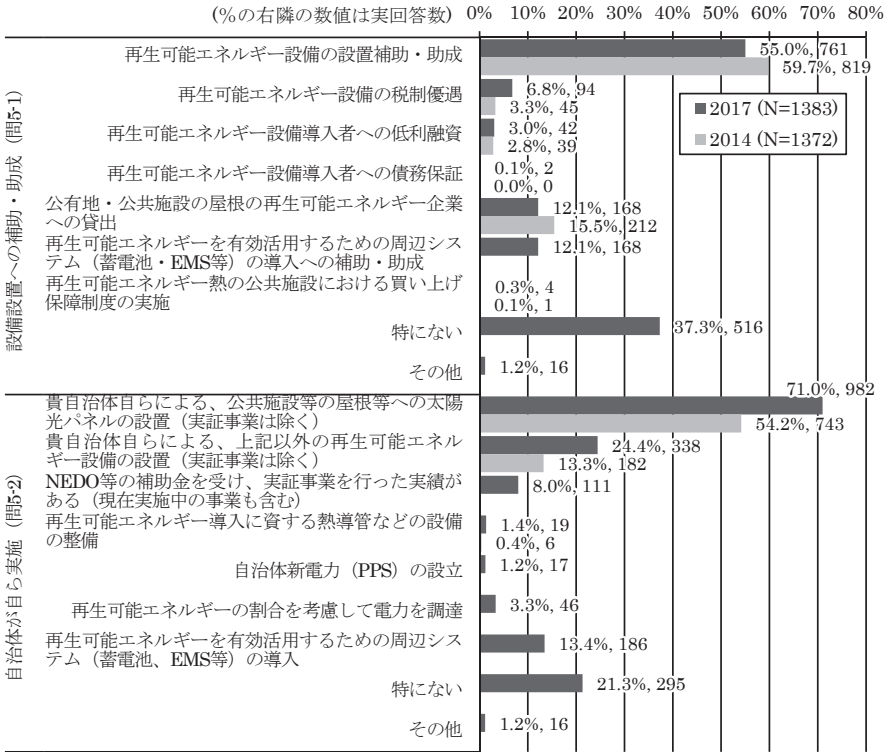 (%の右隣の数値は実回答数) 0% 10% 20% 30% 40% 50% 60% 70% 80%
設備設置への補助・助成（問5-1）
再生可能エネルギー設備の設置補助・助成
55.0%, 761
59.7%, 819
再生可能エネルギー設備の税制優遇
6.8%, 94
3.3%, 45
2017 (N=1383)
2014 (N=1372)
再生可能エネルギー設備導入者への低利融資
3.0%, 42
2.8%, 39
再生可能エネルギー設備導入者への債務保証
0.1%, 2
0.0%, 0
公有地・公共施設の屋根の再生可能エネルギー企業
への貸出
12.1%, 168
15.5%, 212
再生可能エネルギーを有効活用するための周辺シス
テム（蓄電池・EMS等）の導入への補助・助成
12.1%, 168
再生可能エネルギー熱の公共施設における買い上げ
保障制度の実施
0.3%, 4
0.1%, 1
特にない
37.3%, 516
その他
1.2%, 16
自治体が自ら実施（問5-2）
貴自治体自らによる、公共施設等の屋根等への太陽
光パネルの設置（実証事業は除く）
71.0%, 982
54.2%, 743
貴自治体自らによる、上記以外の再生可能エネル
ギー設備の設置（実証事業は除く）
24.4%, 338
13.3%, 182
NEDO等の補助金を受け、実証事業を行った実績が
ある（現在実施中の事業も含む）
8.0%, 111
再生可能エネルギー導入に資する熱導管などの設備
の整備
1.4%, 19
0.4%, 6
自治体新電力（PPS）の設立
1.2%, 17
再生可能エネルギーの割合を考慮して電力を調達
3.3%, 46
再生可能エネルギーを有効活用するための周辺シス
テム（蓄電池、EMS等）の導入
13.4%, 186
特にない
21.3%, 295
その他
1.2%, 16